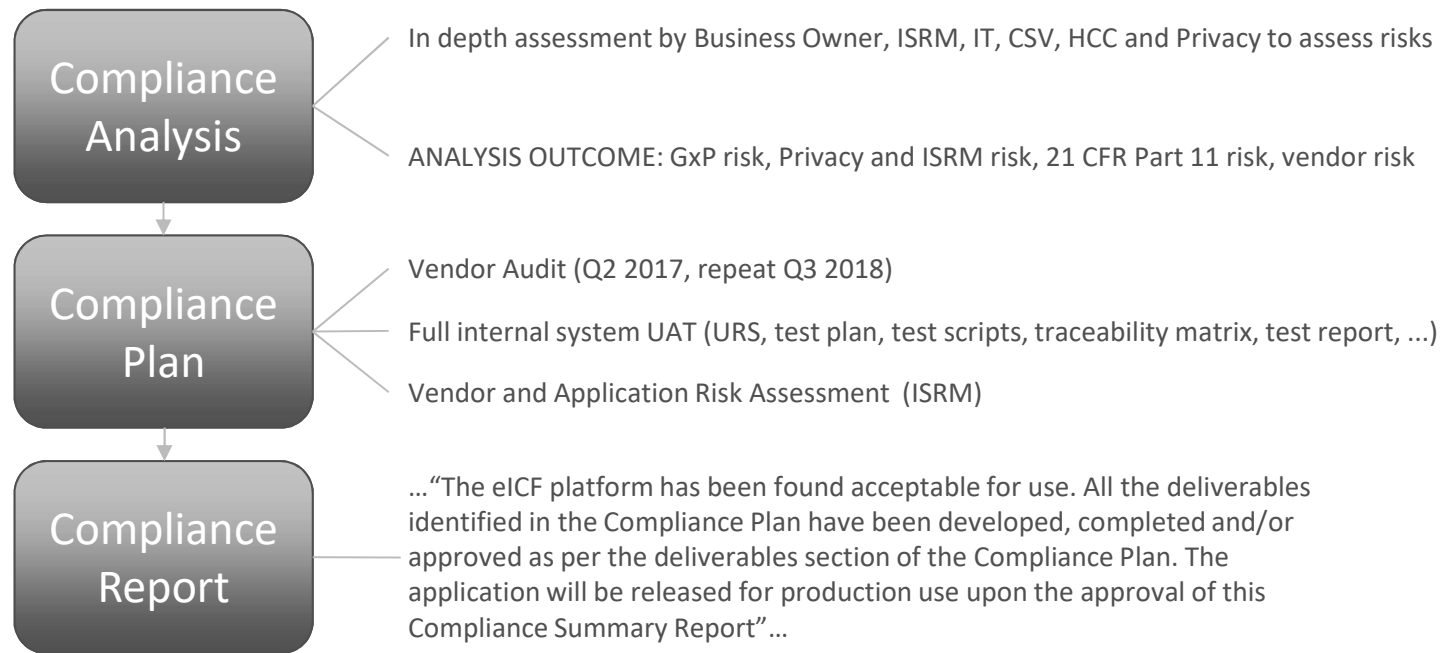 Compliance
Analysis
In depth assessment by Business Owner, ISRM, IT, CSV, HCC and Privacy to assess risks
ANALYSIS OUTCOME: GxP risk, Privacy and ISRM risk, 21 CFR Part 11 risk, vendor risk
Compliance
Plan
Vendor Audit (Q2 2017, repeat Q3 2018)
Full internal system UAT (URS, test plan, test scripts, traceability matrix, test report, ...)
Vendor and Application Risk Assessment  (ISRM)
Compliance
Report
…“The eICF platform has been found acceptable for use. All the deliverables
identified in the Compliance Plan have been developed, completed and/or
approved as per the deliverables section of the Compliance Plan. The
application will be released for production use upon the approval of this
Compliance Summary Report”…